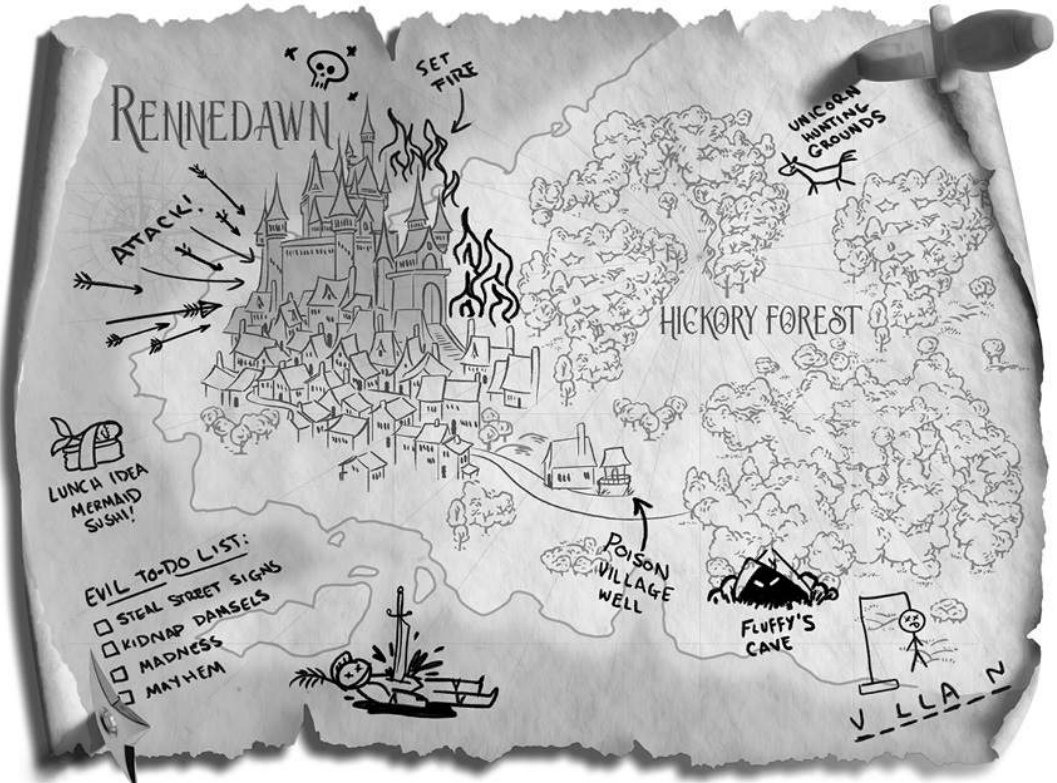 RENNEDAWN
SET
FIRE
UNICORN
HUNTING
GROUNDS
ATTACK!
HICKORY FOREST
LUNCH IDEA
MERMAID
SUSHI!
EVIL TO-DO LIST:
STEAL STREET SIGNS
KIDNAP DAMSELS
MADNESS
MAYHEM
POISON
VILLAGE
WELL
FLUFFY'S
CAVE
V_LLA_N